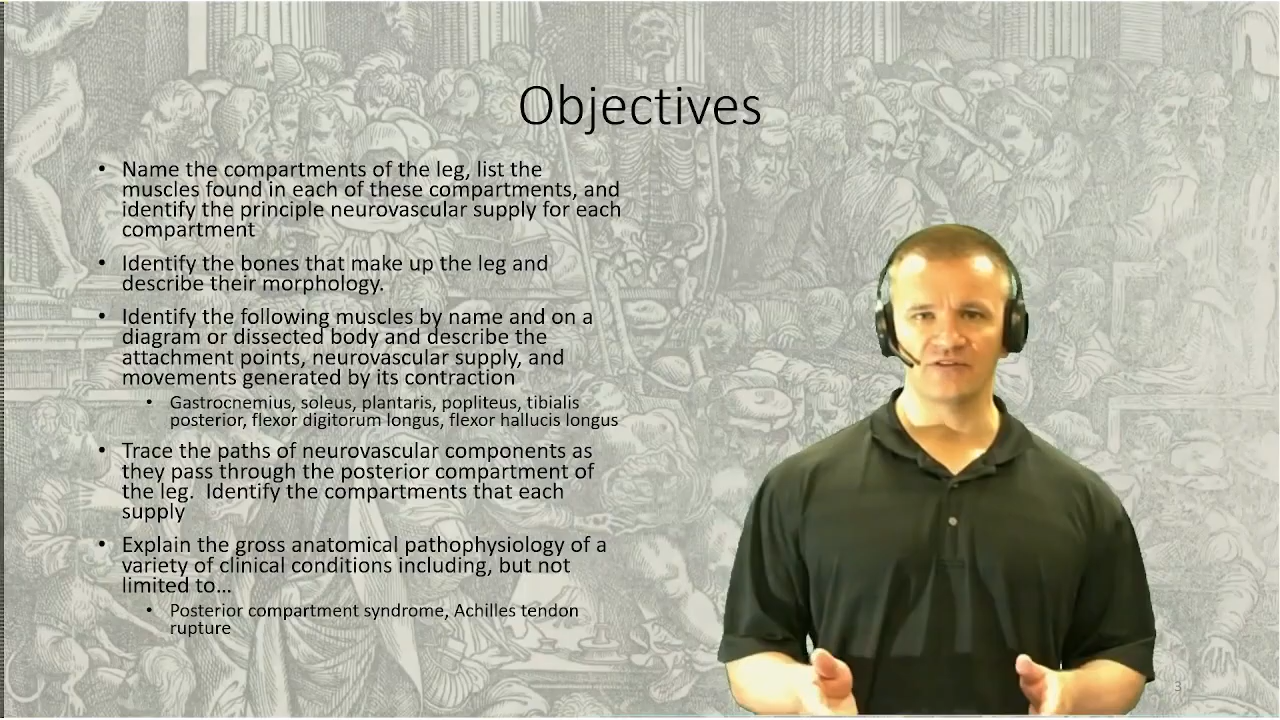 Objectives
• Name the compartments of the leg, list the
muscles found in each of these compartments, and
identify the principle neurovascular supply for each
compartment
• Identify the bones that make up the leg and
describe their morphology.
• Identify the following muscles by name and on a
diagram or dissected body and describe the
attachment points, neurovascular supply, and
movements generated by its contraction
• Gastrocnemius, soleus, plantaris, popliteus, tibialis
posterior, flexor digitorum longus, flexor hallucis longus
• Trace the paths of neurovascular components as
they pass through the posterior compartment of
the leg.  Identify the compartments that each
supply
• Explain the gross anatomical pathophysiology of a
variety of clinical conditions including, but not
limited to…
• Posterior compartment syndrome, Achilles tendon
rupture
3